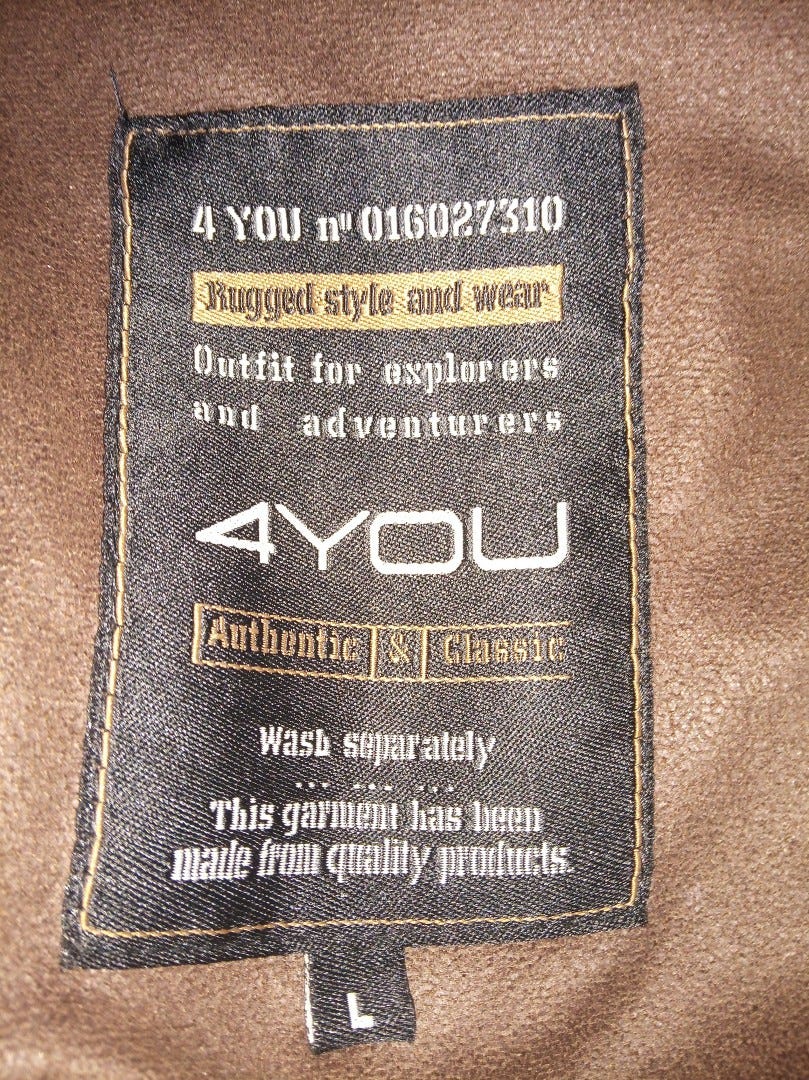 4 YOU nº 016027310
Rugged style and wear
Outfit for explorers
and adventurers
4YOU
Authentic & Classic
Wash separately
... ... ...
This garment has been
made from quality products.
L